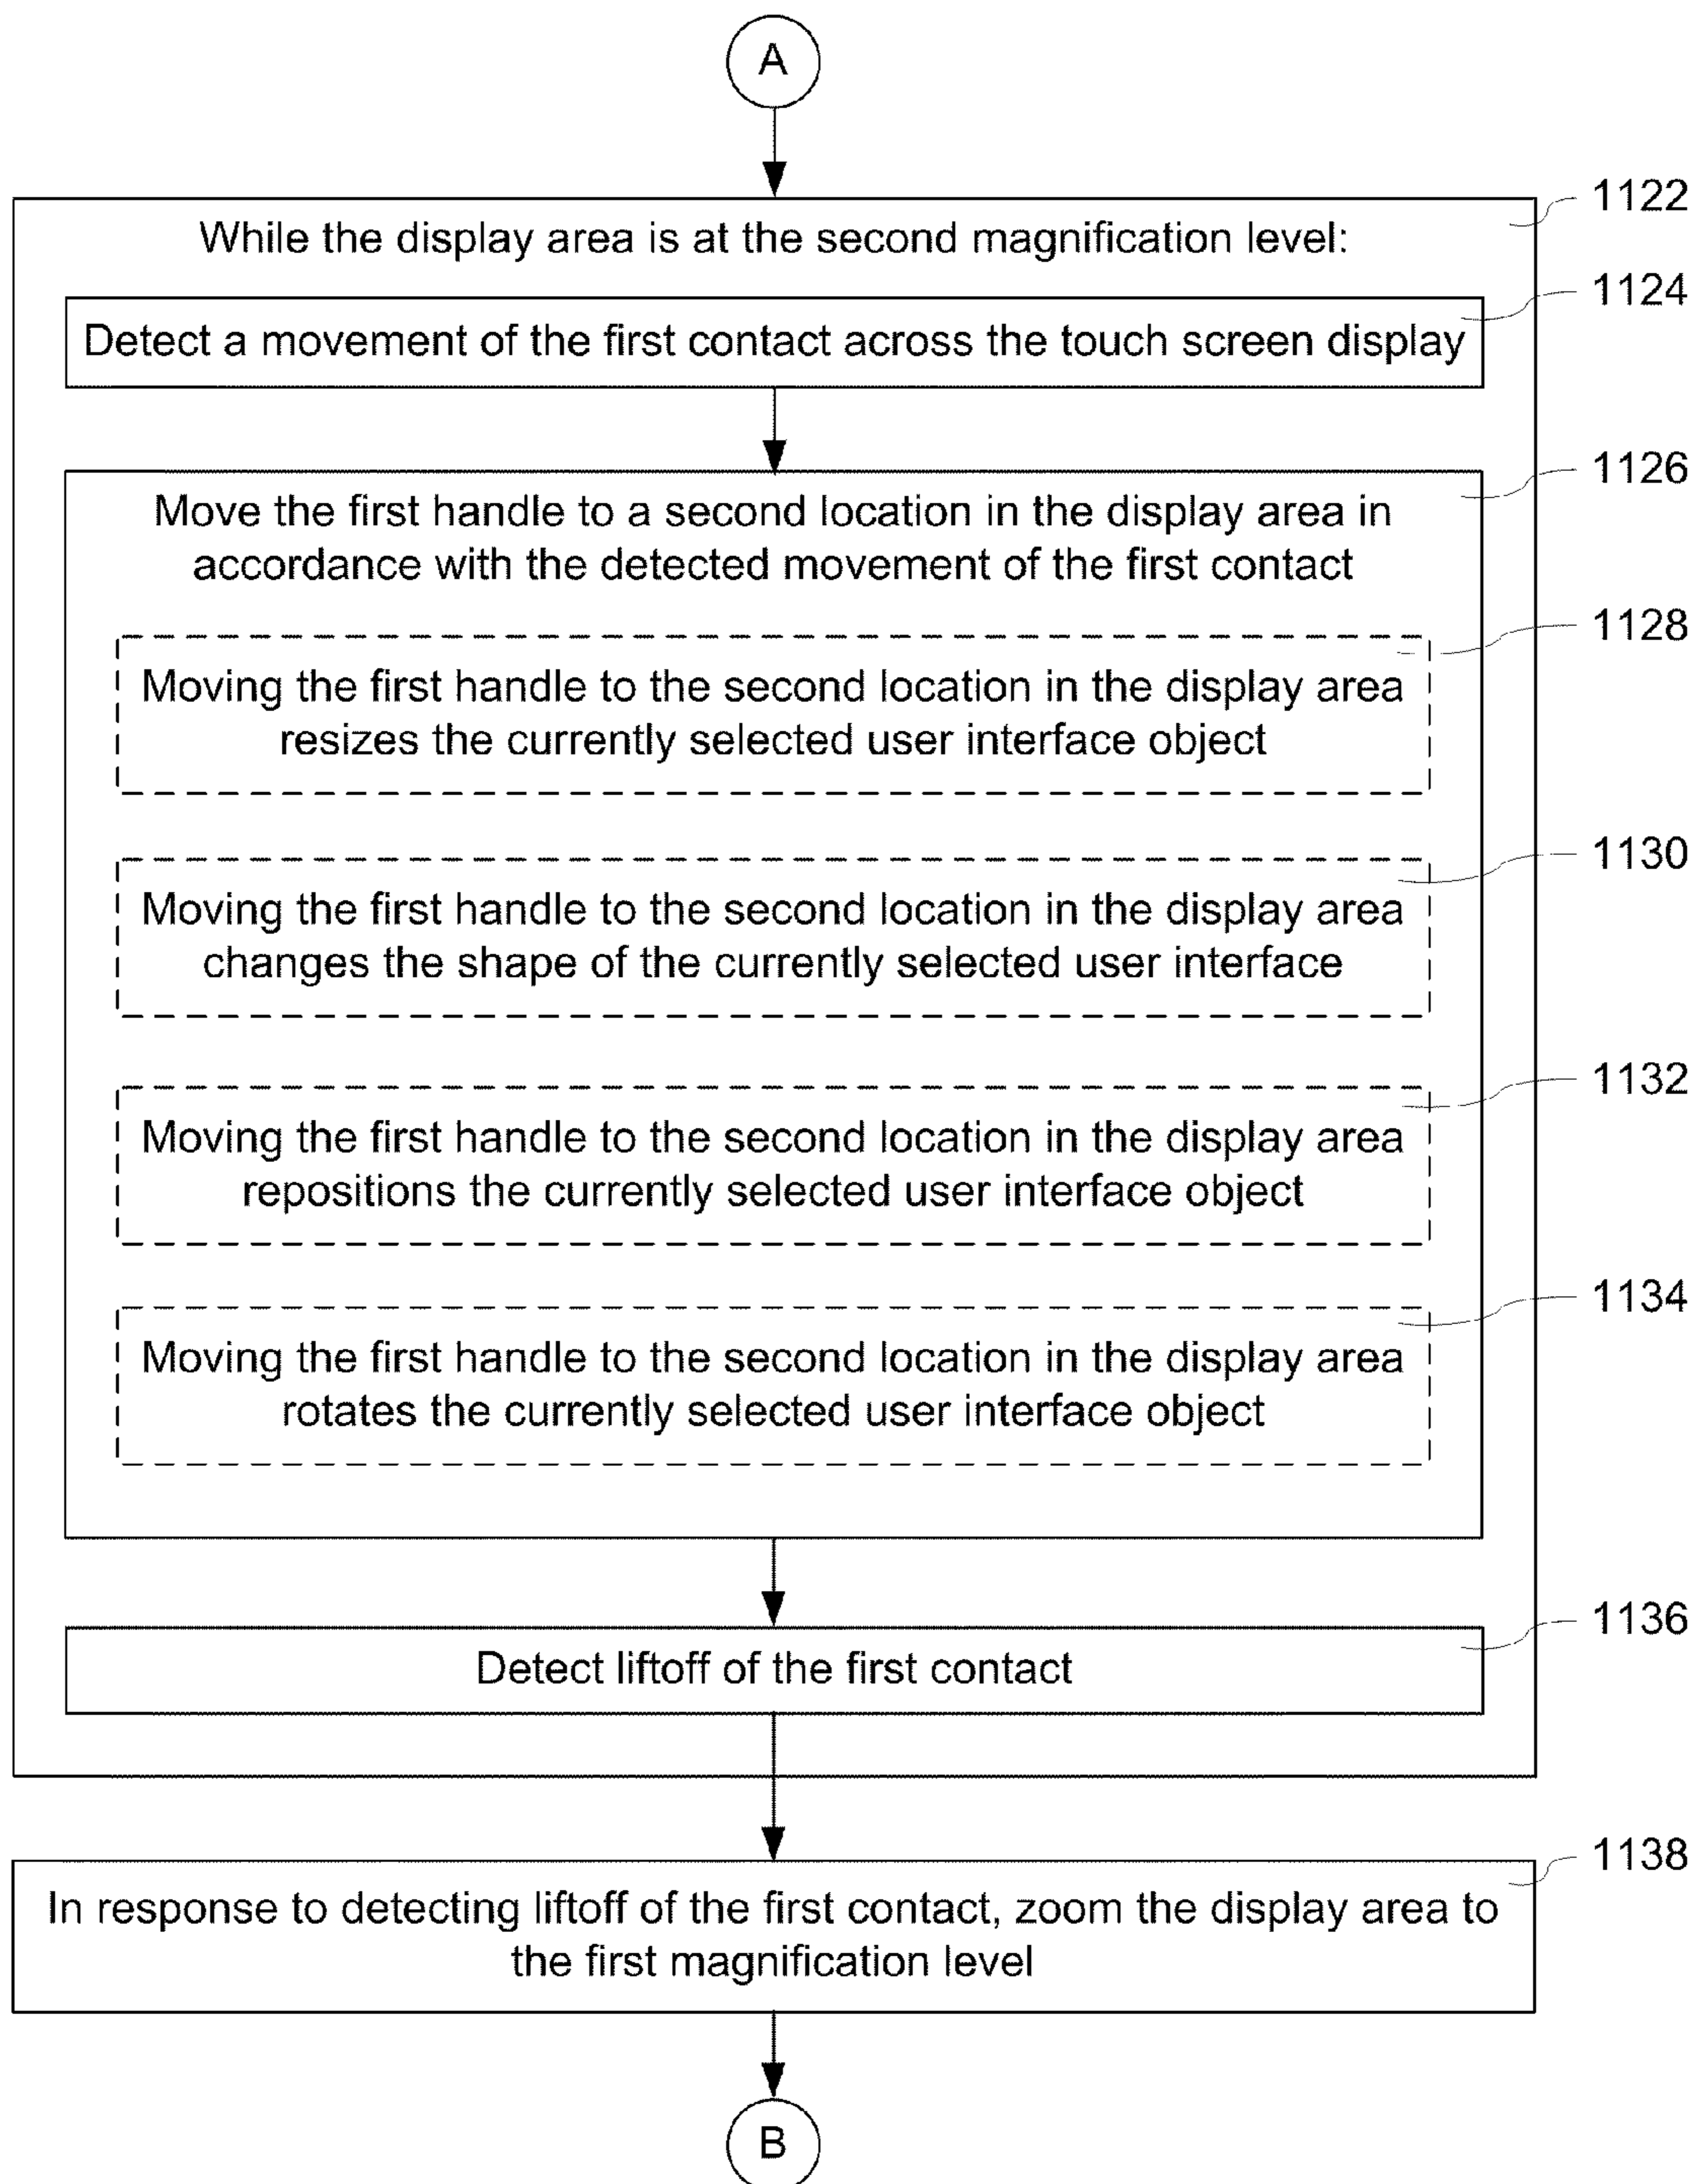 A
1122
While the display area is at the second magnification level:
1124
Detect a movement of the first contact across the touch screen display
1126
Move the first handle to a second location in the display area in
accordance with the detected movement of the first contact
1128
Moving the first handle to the second location in the display area
resizes the currently selected user interface object
1130
Moving the first handle to the second location in the display area
changes the shape of the currently selected user interface
1132
Moving the first handle to the second location in the display area
repositions the currently selected user interface object
1134
Moving the first handle to the second location in the display area
rotates the currently selected user interface object
1136
Detect liftoff of the first contact
1138
In response to detecting liftoff of the first contact, zoom the display area to
the first magnification level
B